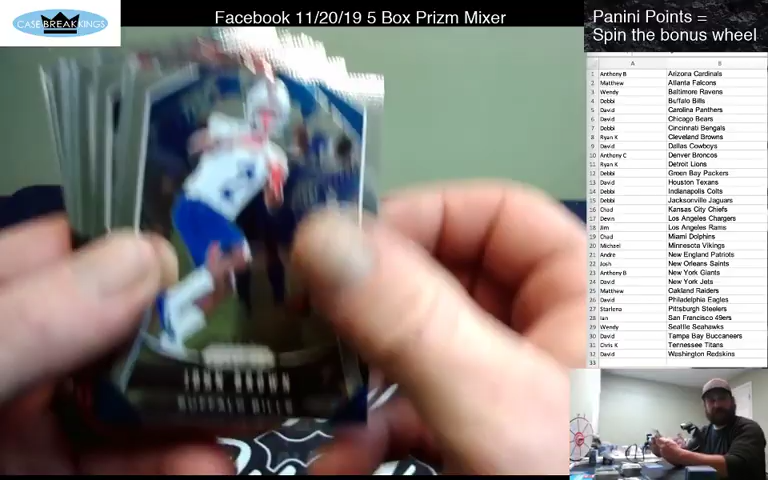 CASE BREAK KINGS
Facebook 11/20/19 5 Box Prizm Mixer
Panini Points =
Spin the bonus wheel
A B
1 Anthony B Arizona Cardinals
2 Matthew Atlanta Falcons
3 Wendy Baltimore Ravens
4 Debbi Buffalo Bills
5 David Carolina Panthers
6 David Chicago Bears
7 Debbi Cincinnati Bengals
8 Ryan K Cleveland Browns
9 David Dallas Cowboys
10 Anthony C Denver Broncos
11 Ryan K Detroit Lions
12 Debbi Green Bay Packers
13 David Houston Texans
14 Debbi Indianapolis Colts
15 Debbi Jacksonville Jaguars
16 Chad Kansas City Chiefs
17 Devin Los Angeles Chargers
18 Jim Los Angeles Rams
19 Chad Miami Dolphins
20 Michael Minnesota Vikings
21 Andre New England Patriots
22 Josh New Orleans Saints
23 Anthony B New York Giants
24 David New York Jets
25 Matthew Oakland Raiders
26 David Philadelphia Eagles
27 Starleno Pittsburgh Steelers
28 Ian San Francisco 49ers
29 Wendy Seattle Seahawks
30 David Tampa Bay Buccaneers
31 Chris K Tennessee Titans
32 David Washington Redskins
33
JOHN BROWN
BUFFALO BILLS